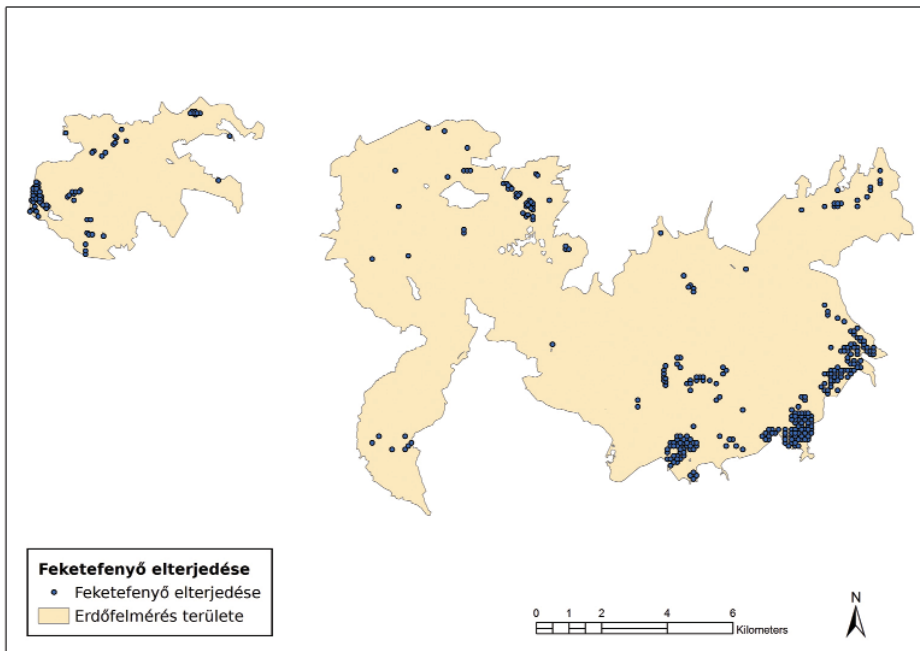 Feketefenyő elterjedése
Feketefenyő elterjedése
Erdőfelmérés területe
0 1 2 4 6
Kilometers
N